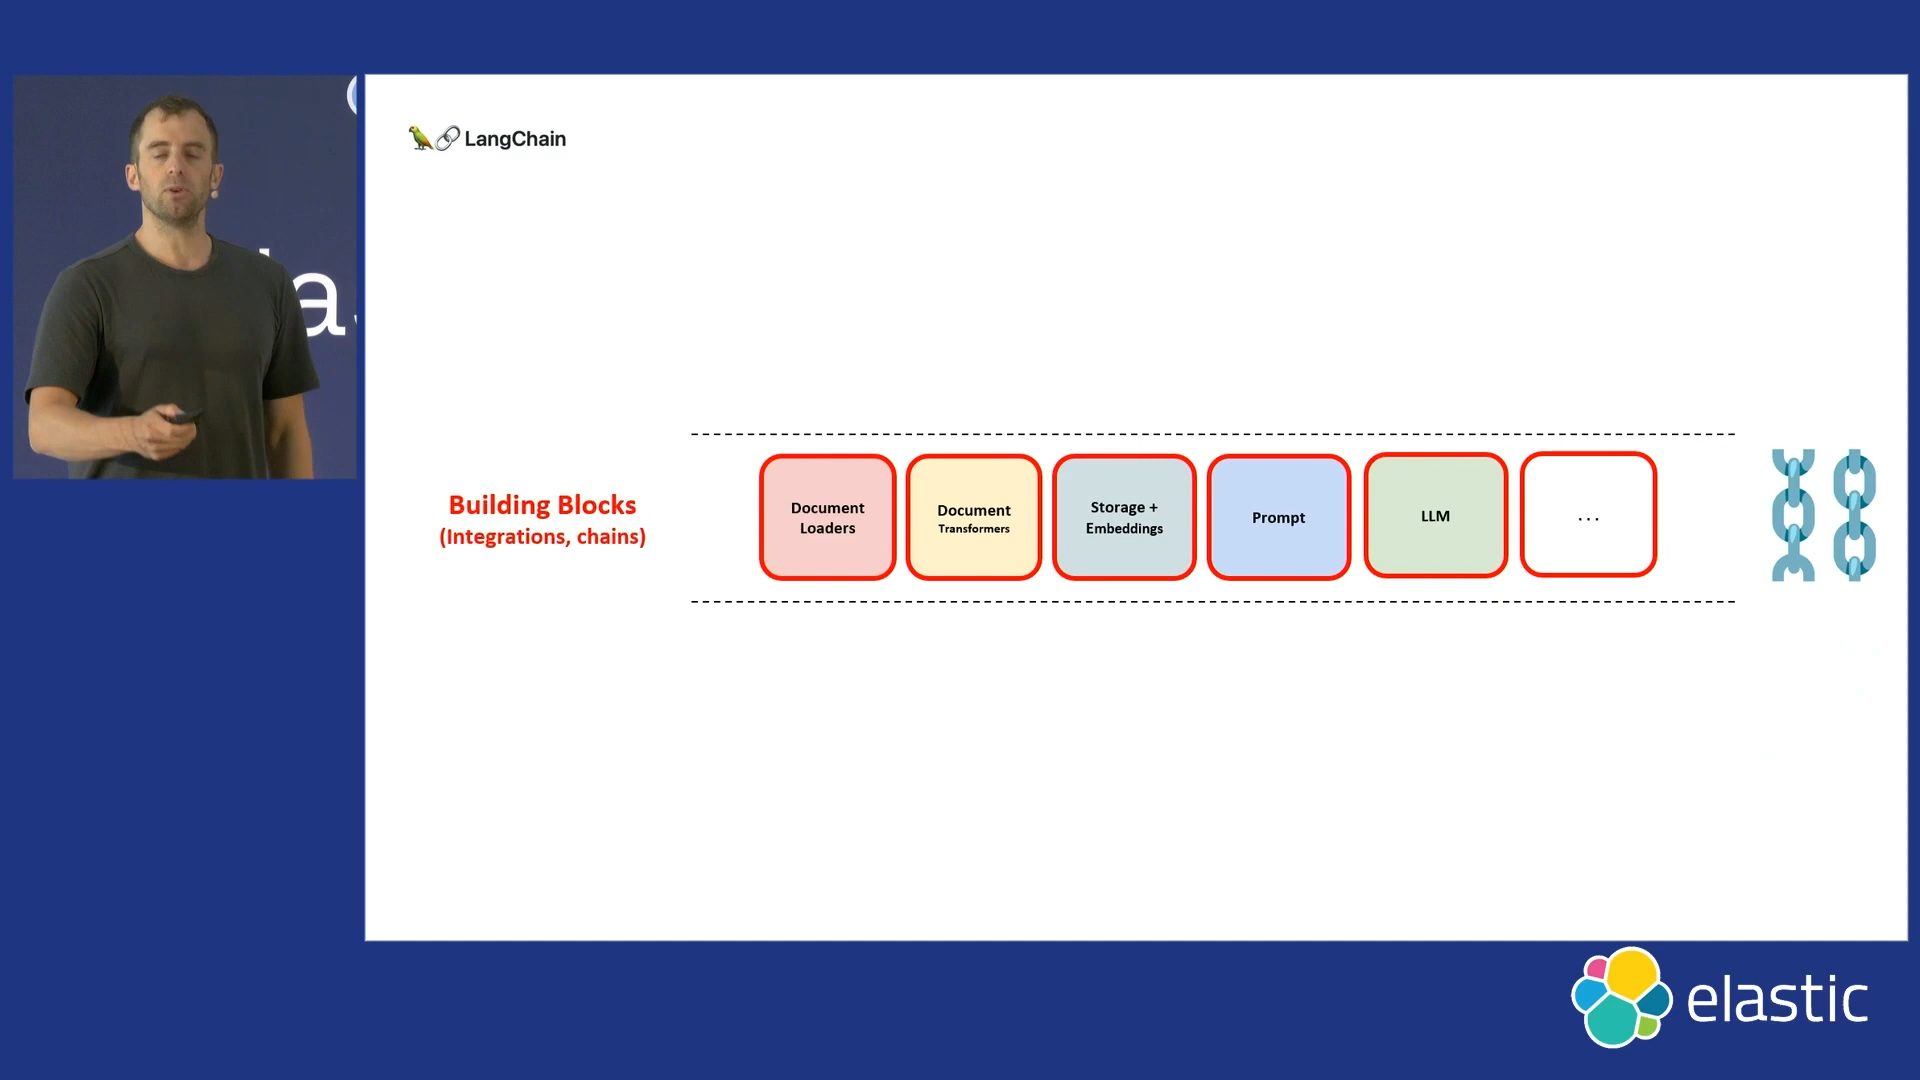 LangChain
Building Blocks
(Integrations, chains)
Document
Loaders
Document
Transformers
Storage +
Embeddings
Prompt
LLM
...
elastic